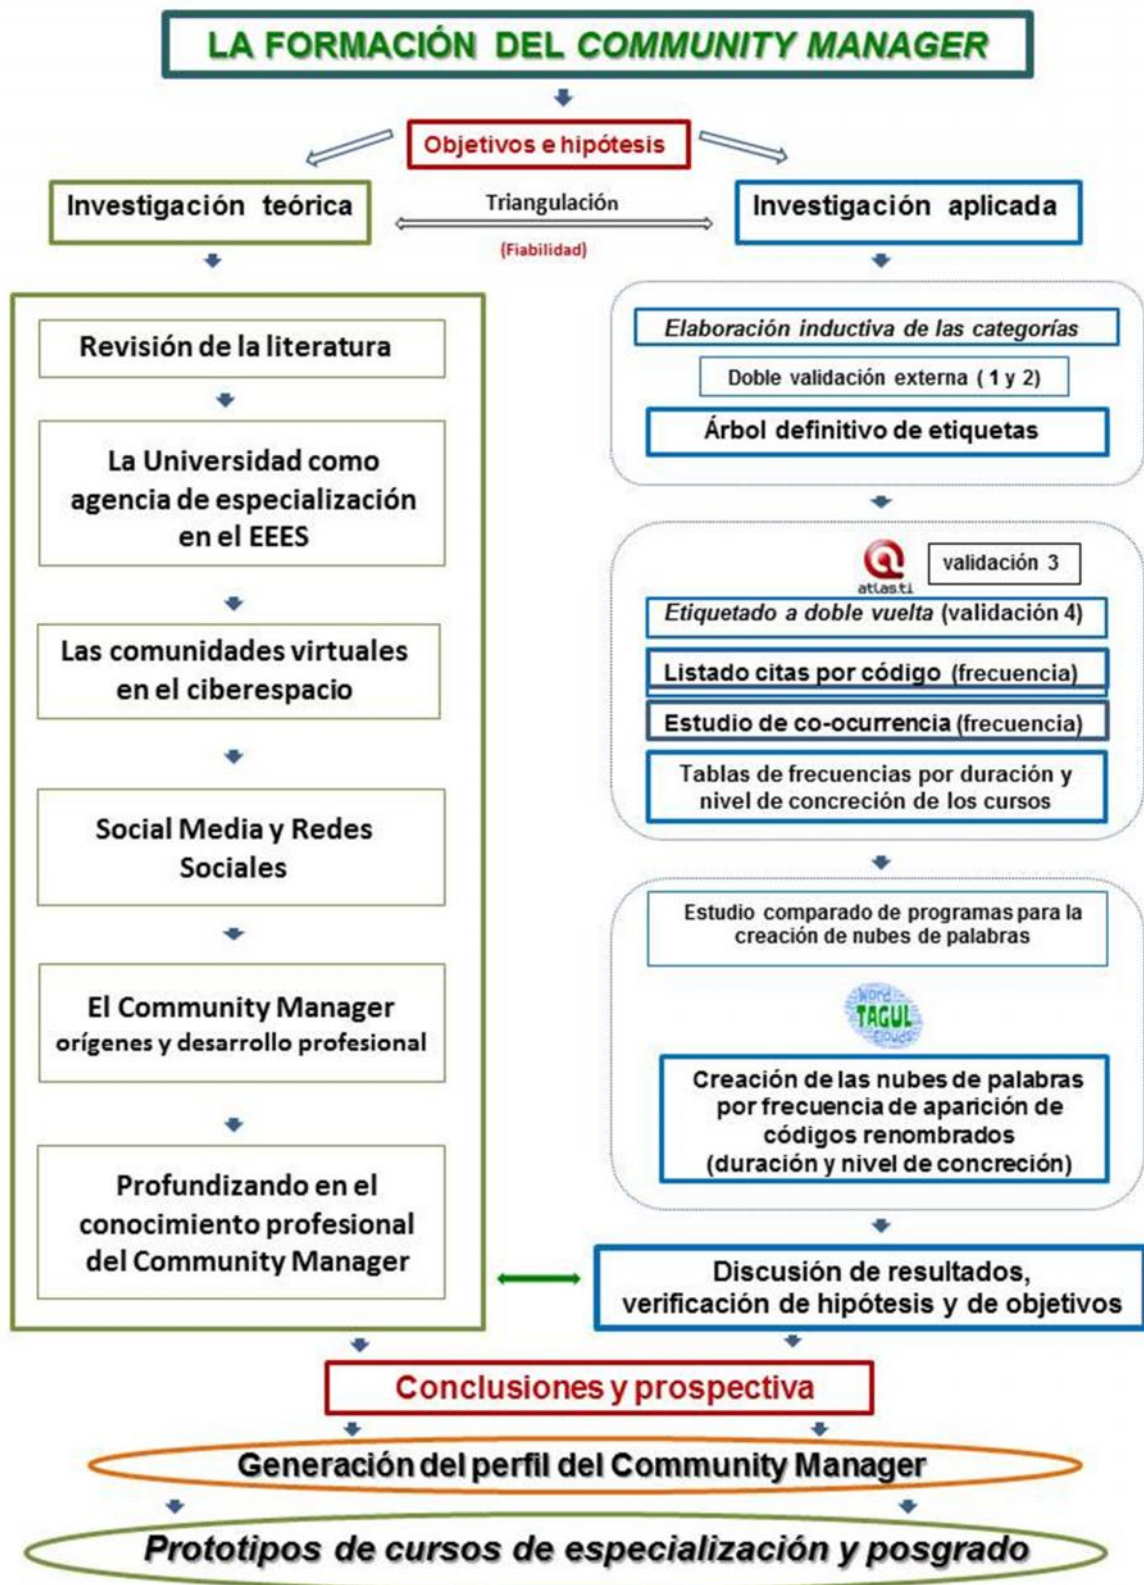 LA FORMACIÓN DEL COMMUNITY MANAGER
Objetivos e hipótesis
Investigación teórica
Triangulación
(Fiabilidad)
Investigación aplicada
Revisión de la literatura
La Universidad como
agencia de especialización
en el EEES
Las comunidades virtuales
en el ciberespacio
Social Media y Redes
Sociales
El Community Manager
orígenes y desarrollo profesional
Profundizando en el
conocimiento profesional
del Community Manager
Elaboración inductiva de las categorías
Doble validación externa ( 1 y 2)
Árbol definitivo de etiquetas
atlas.ti
validación 3
Etiquetado a doble vuelta (validación 4)
Listado citas por código (frecuencia)
Estudio de co-ocurrencia (frecuencia)
Tablas de frecuencias por duración y
nivel de concreción de los cursos
Estudio comparado de programas para la
creación de nubes de palabras
Word
TAGUL
Clouds
Creación de las nubes de palabras
por frecuencia de aparición de
códigos renombrados
(duración y nivel de concreción)
Discusión de resultados,
verificación de hipótesis y de objetivos
Conclusiones y prospectiva
Generación del perfil del Community Manager
Prototipos de cursos de especialización y posgrado